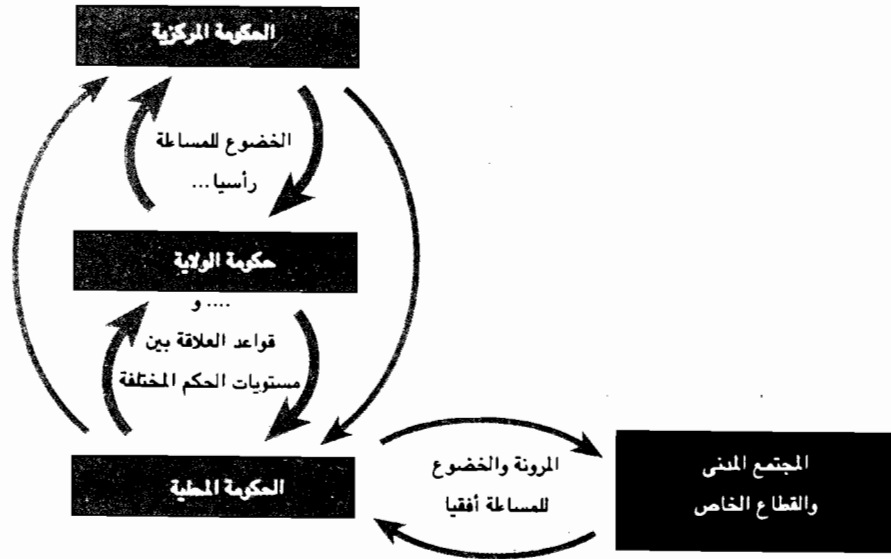 الحكومة المركزية
الخضوع للمساءلة
رأسيا...
حكومة الولاية
.... و
قواعد العلاقة بين
مستويات الحكم المختلفة
الحكومة المحلية
المرونة والخضوع
للمساءلة أفقيا
المجتمع المدنى
والقطاع الخاص